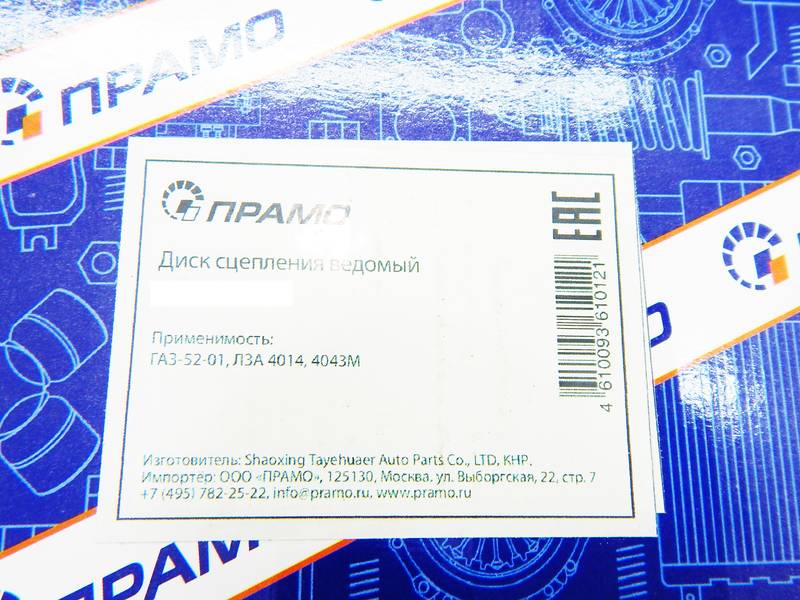 ПРАМО
ПРАМО
Диск сцепления ведомый
Применимость:
ГАЗ-52-01, ЛЗА 4014, 4043М
EAC
4 610093 610121
Изготовитель: Shaoxing Tayehuaer Auto Parts Co., LTD, КНР.
Импортер: ООО «ПРАМО», 125130, Москва, ул. Выборгская, 22, стр. 7
+7 (495) 782-25-22, info@pramo.ru, www.pramo.ru
ПРАМО